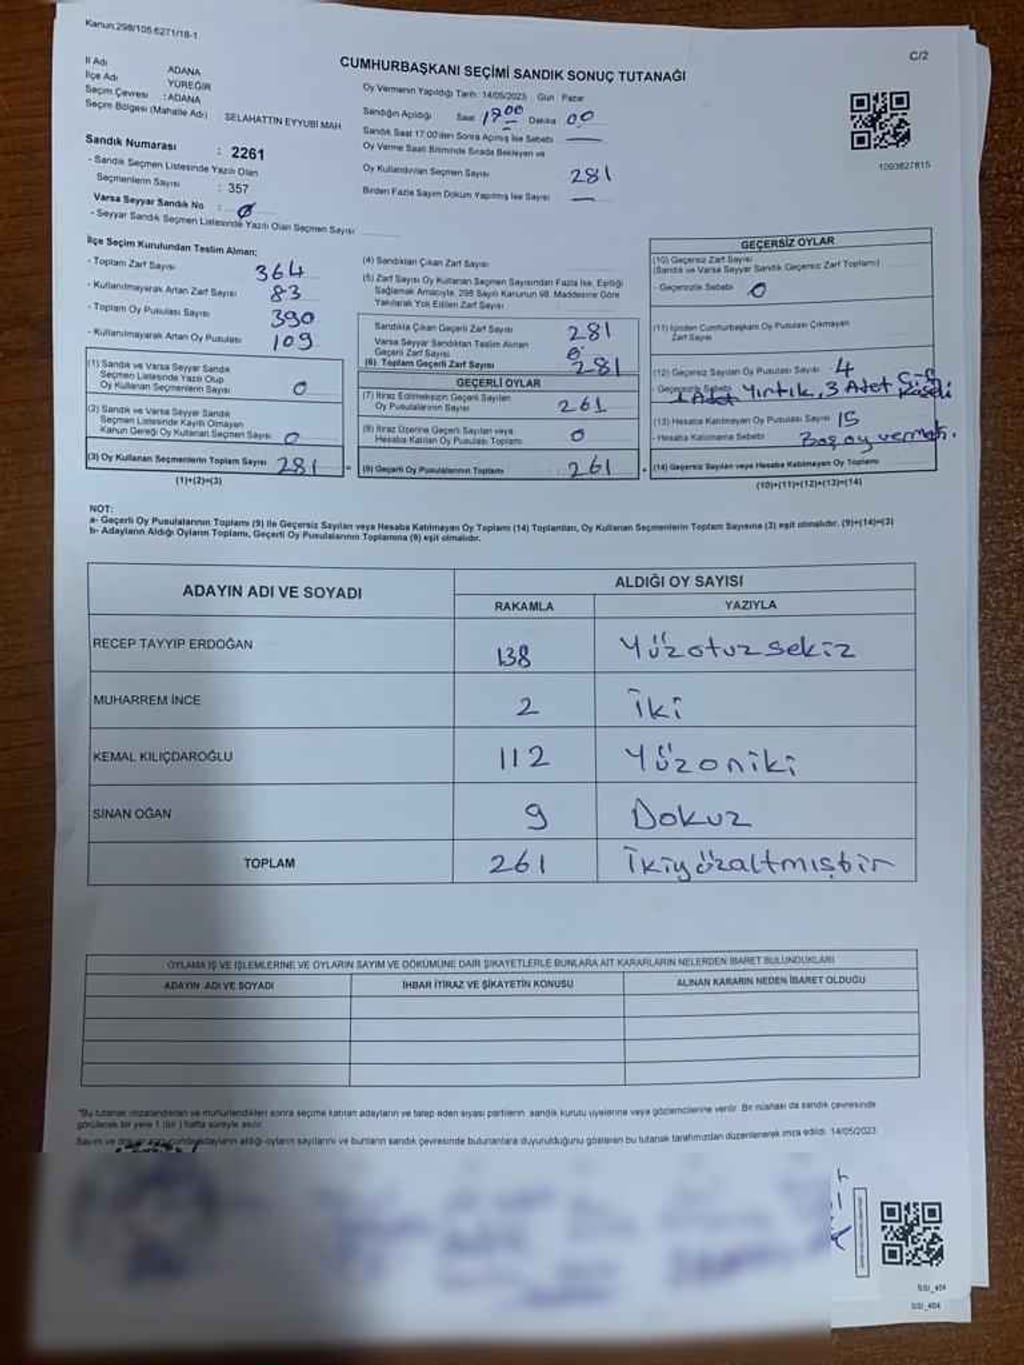 Kanun:298/105.6271/18-1
C/2
CUMHURBAŞKANI SEÇİMİ SANDIK SONUÇ TUTANAĞI
İl Adı ADANA
İlçe Adı YÜREĞİR
Seçim Çevresi :ADANA
Seçim Bölgesi (Mahalle Adı) SELAHATTİN EYYUBİ MAH
Sandık Numarası : 2261
- Sandık Seçmen Listesinde Yazılı Olan
Seçmenlerin Sayısı : 357
Varsa Seyyar Sandık No : 0
- Seyyar Sandık Seçmen Listesinde Yazılı Olan Seçmen Sayısı
Oy Vermenin Yapıldığı Tarih: 14/05/2023 Gün : Pazar
Sandığın Açıldığı Saat 1700 Dakika 00
Sandık Saat 17:00'den Sonra Açılmış İse Sebebi —
Oy Verme Saati Bitiminde Sırada Bekleyen ve
Oy Kullandırılan Seçmen Sayısı 281
Birden Fazla Sayım Döküm Yapılmış İse Sayısı —
1093627815
İlçe Seçim Kurulundan Teslim Alınan;
- Toplam Zarf Sayısı 364
- Kullanılmayarak Artan Zarf Sayısı 83
- Toplam Oy Pusulası Sayısı 390
- Kullanılmayarak Artan Oy Pusulası 109
(1) Sandık ve Varsa Seyyar Sandık
Seçmen Listesinde Yazılı Olup
Oy Kullanan Seçmenlerin Sayısı 0
(2) Sandık ve Varsa Seyyar Sandık
Seçmen Listesinde Kayıtlı Olmayan
Kanun Gereği Oy Kullanan Seçmen Sayısı 0
(3) Oy Kullanan Seçmenlerin Toplam Sayısı 281
(1)+(2)=(3)
(4) Sandıktan Çıkan Zarf Sayısı
(5) Zarf Sayısı Oy Kullanan Seçmen Sayısından Fazla İse, Eşitliği
Sağlamak Amacıyla, 298 Sayılı Kanunun 98. Maddesine Göre
Yakılarak Yok Edilen Zarf Sayısı
Sandıkta Çıkan Geçerli Zarf Sayısı 281
Varsa Seyyar Sandıktan Teslim Alınan
Geçerli Zarf Sayısı 0
(6) Toplam Geçerli Zarf Sayısı 281
GEÇERLİ OYLAR
(7) İtiraz Edilmeksizin Geçerli Sayılan
Oy Pusulalarının Sayısı 261
(8) İtiraz Üzerine Geçerli Sayılan veya
Hesaba Katılan Oy Pusulaları Toplamı 0
(9) Geçerli Oy Pusulalarının Toplamı 261
GEÇERSİZ OYLAR
(10) Geçersiz Zarf Sayısı
(Sandık ve Varsa Seyyar Sandık Geçersiz Zarf Toplamı)
- Geçersizlik Sebebi 0
(11) İçinden Cumhurbaşkanı Oy Pusulası Çıkmayan
Zarf Sayısı
(12) Geçersiz Sayılan Oy Pusulası Sayısı 4
Geçersizlik Sebebi 1 Adet Yırtık, 3 Adet
(13) Hesaba Katılmayan Oy Pusulası Sayısı 15
- Hesaba Katılmama Sebebi Boş oy vermek.
(14) Geçersiz Sayılan veya Hesaba Katılmayan Oy Toplamı
(10)+(11)+(12)+(13)=(14)
NOT:
a- Geçerli Oy Pusulalarının Toplamı (9) ile Geçersiz Sayılan veya Hesaba Katılmayan Oy Toplamı (14) Toplamları, Oy Kullanan Seçmenlerin Toplam Sayısına (3) eşit olmalıdır. (9)+(14)=(3)
b- Adayların Aldığı Oyların Toplamı, Geçerli Oy Pusulalarının Toplamına (9) eşit olmalıdır.
ADAYIN ADI VE SOYADI ALDIĞI OY SAYISI
RAKAMLA YAZIYLA
RECEP TAYYİP ERDOĞAN 138 Yüzotuzsekiz
MUHARREM İNCE 2 İki
KEMAL KILIÇDAROĞLU 112 Yüzoniki
SİNAN OĞAN 9 Dokuz
TOPLAM 261 İkiyüzaltmışbir
OYLAMA İŞ VE İŞLEMLERİNE VE OYLARIN SAYIM VE DÖKÜMÜNE DAİR ŞİKAYETLERLE BUNLARA AİT KARARLARIN NELERDEN İBARET BULUNDUKLARI
ADAYIN ADI VE SOYADI İHBAR İTİRAZ VE ŞİKAYETİN KONUSU ALINAN KARARIN NEDEN İBARET OLDUĞU
"Bu tutanak imzalandıktan ve mühürlendikten sonra seçime katılan adayların ve talep eden siyasi partilerin sandık kurulu üyelerine veya gözlemcilerine verilir. Bir nüshası da sandık çevresinde
görülecek bir yere 1 (bir) hafta süreyle asılır.
Sayım ve adayların aldığı oyların sayılarını ve bunların sandık çevresinde bulunanlara duyurulduğunu gösteren bu tutanak tarafımızdan düzenlenerek imza edildi. 14/05/2023
SSI_404
SSI_404